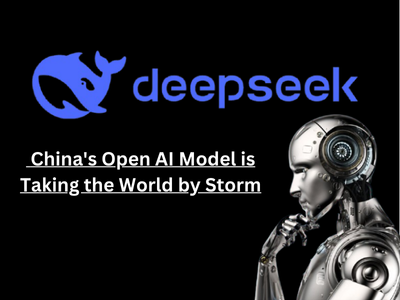 deepseek
China's Open AI Model is
Taking the World by Storm